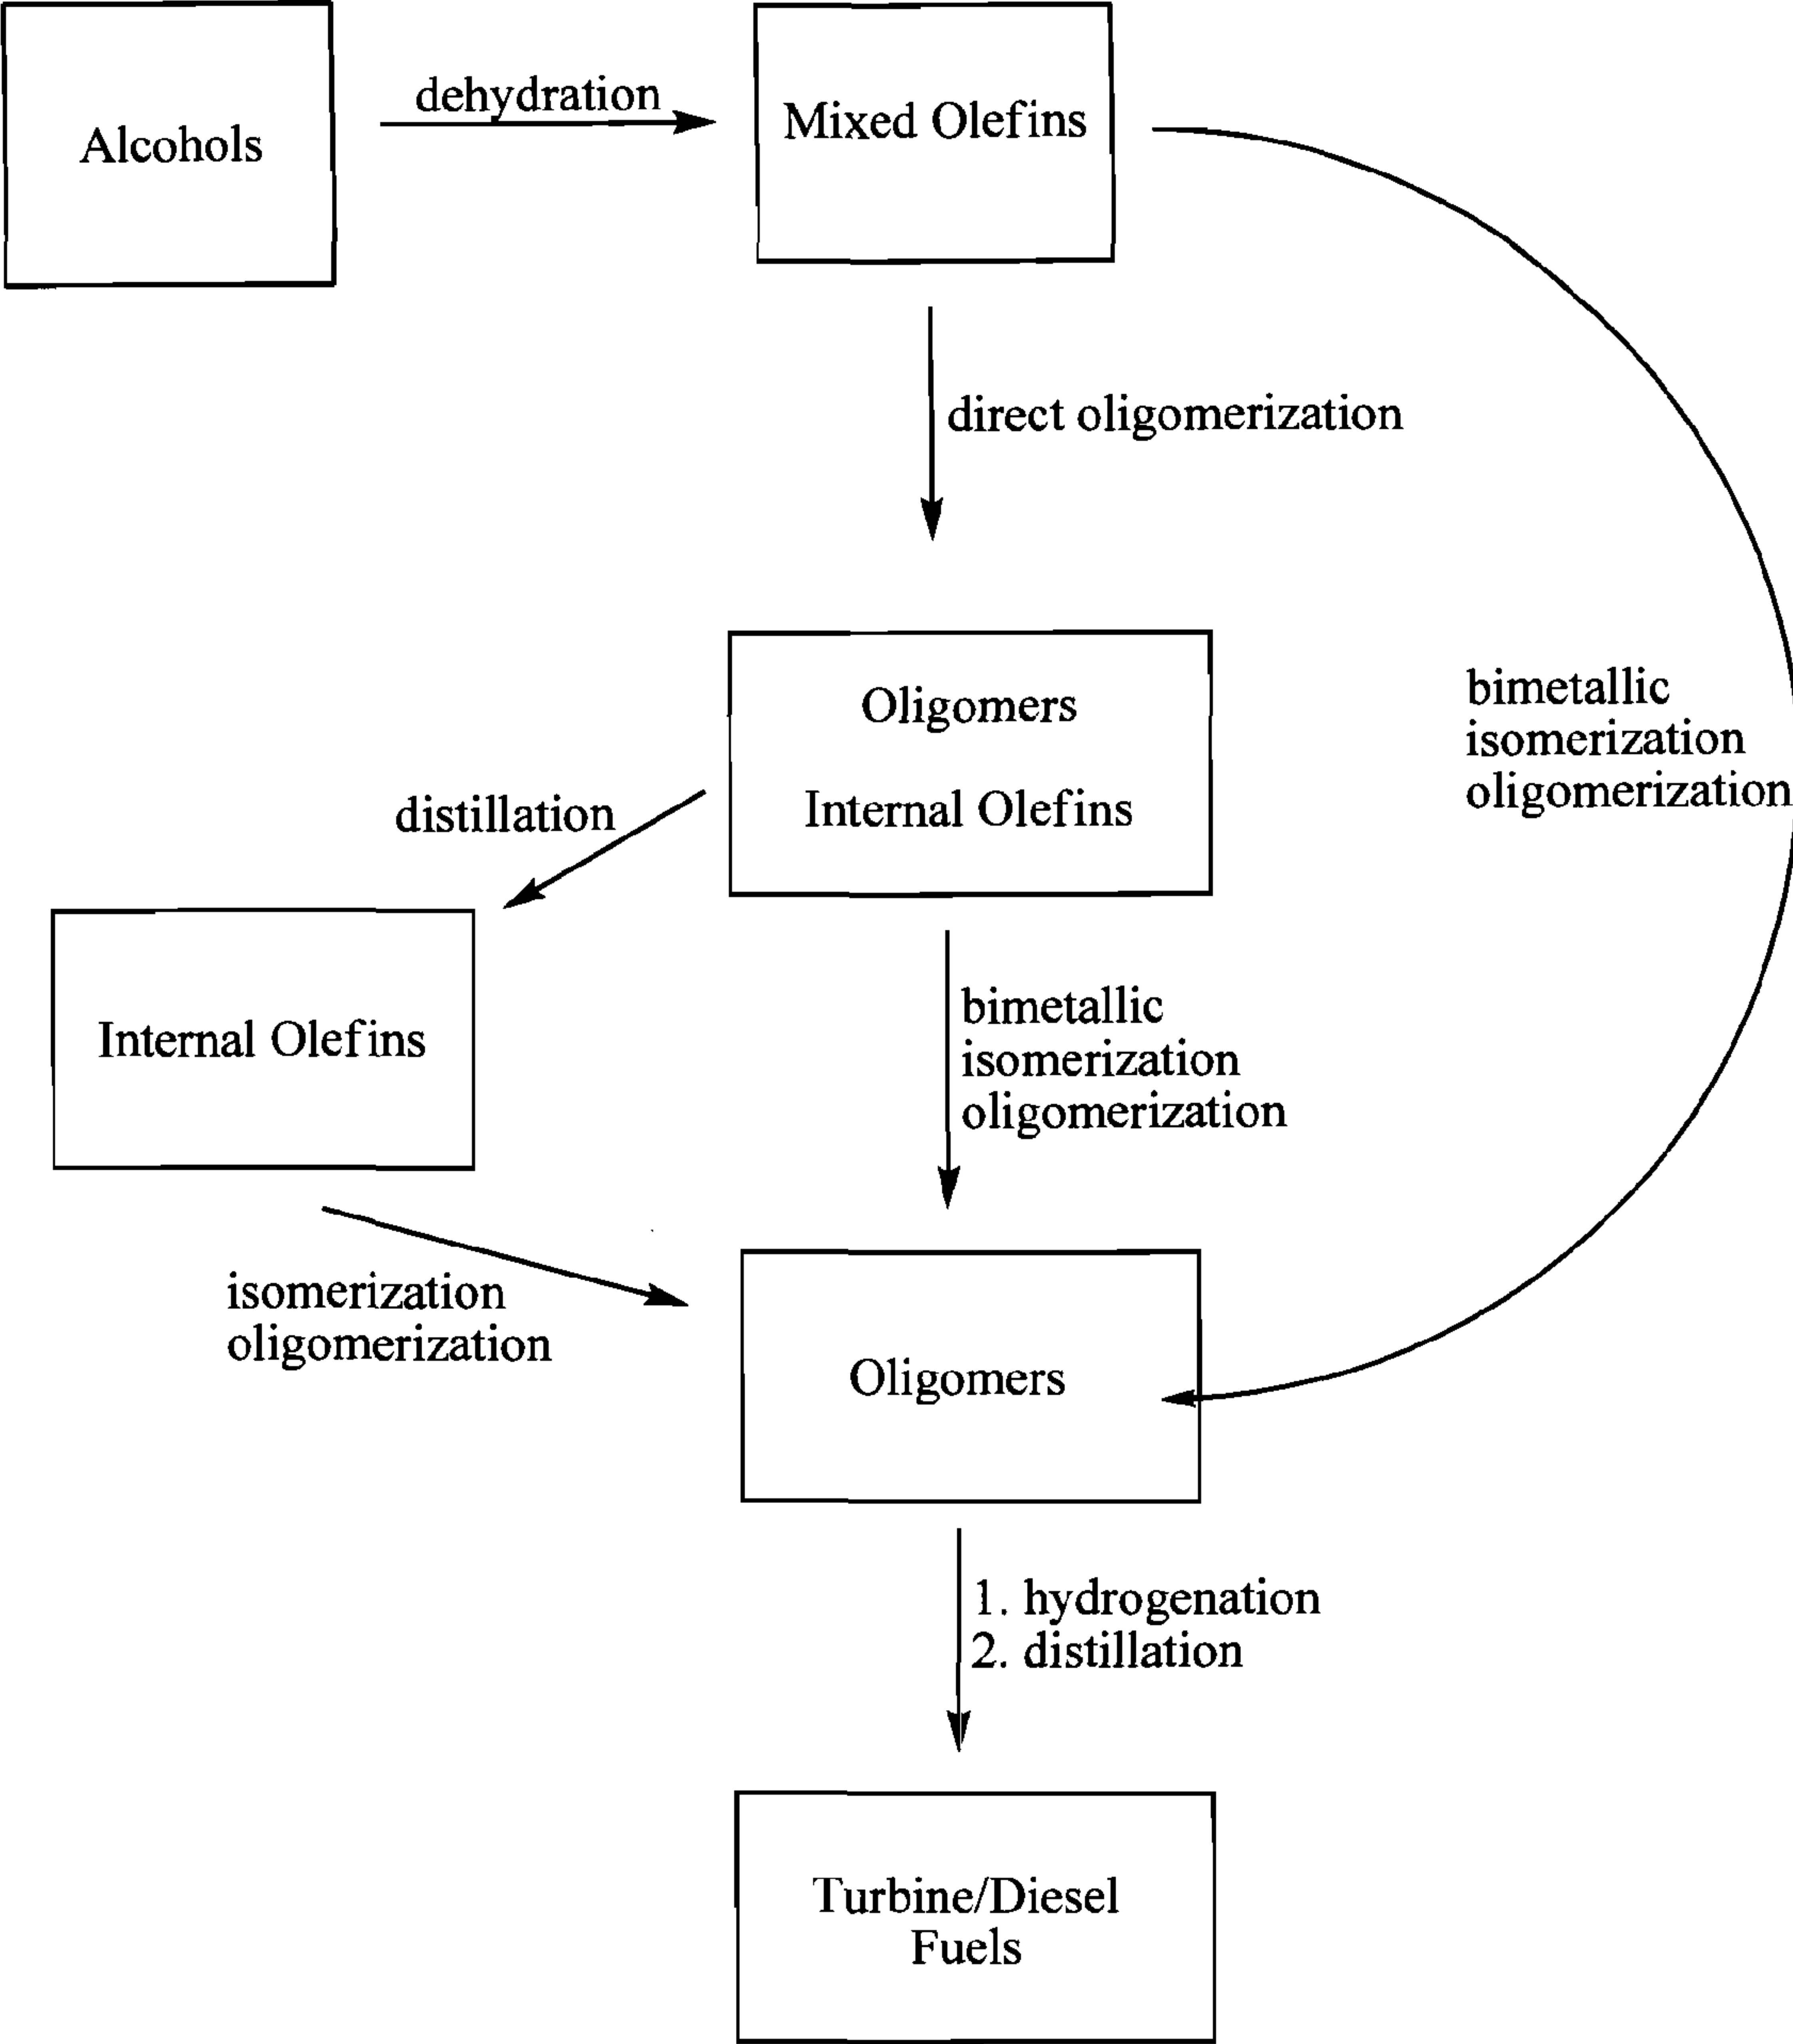 Alcohols
dehydration
Mixed Olefins
direct oligomerization
bimetallic
isomerization
oligomerization
Oligomers
Internal Olefins
distillation
Internal Olefins
bimetallic
isomerization
oligomerization
isomerization
oligomerization
Oligomers
1. hydrogenation
2. distillation
Turbine/Diesel
Fuels